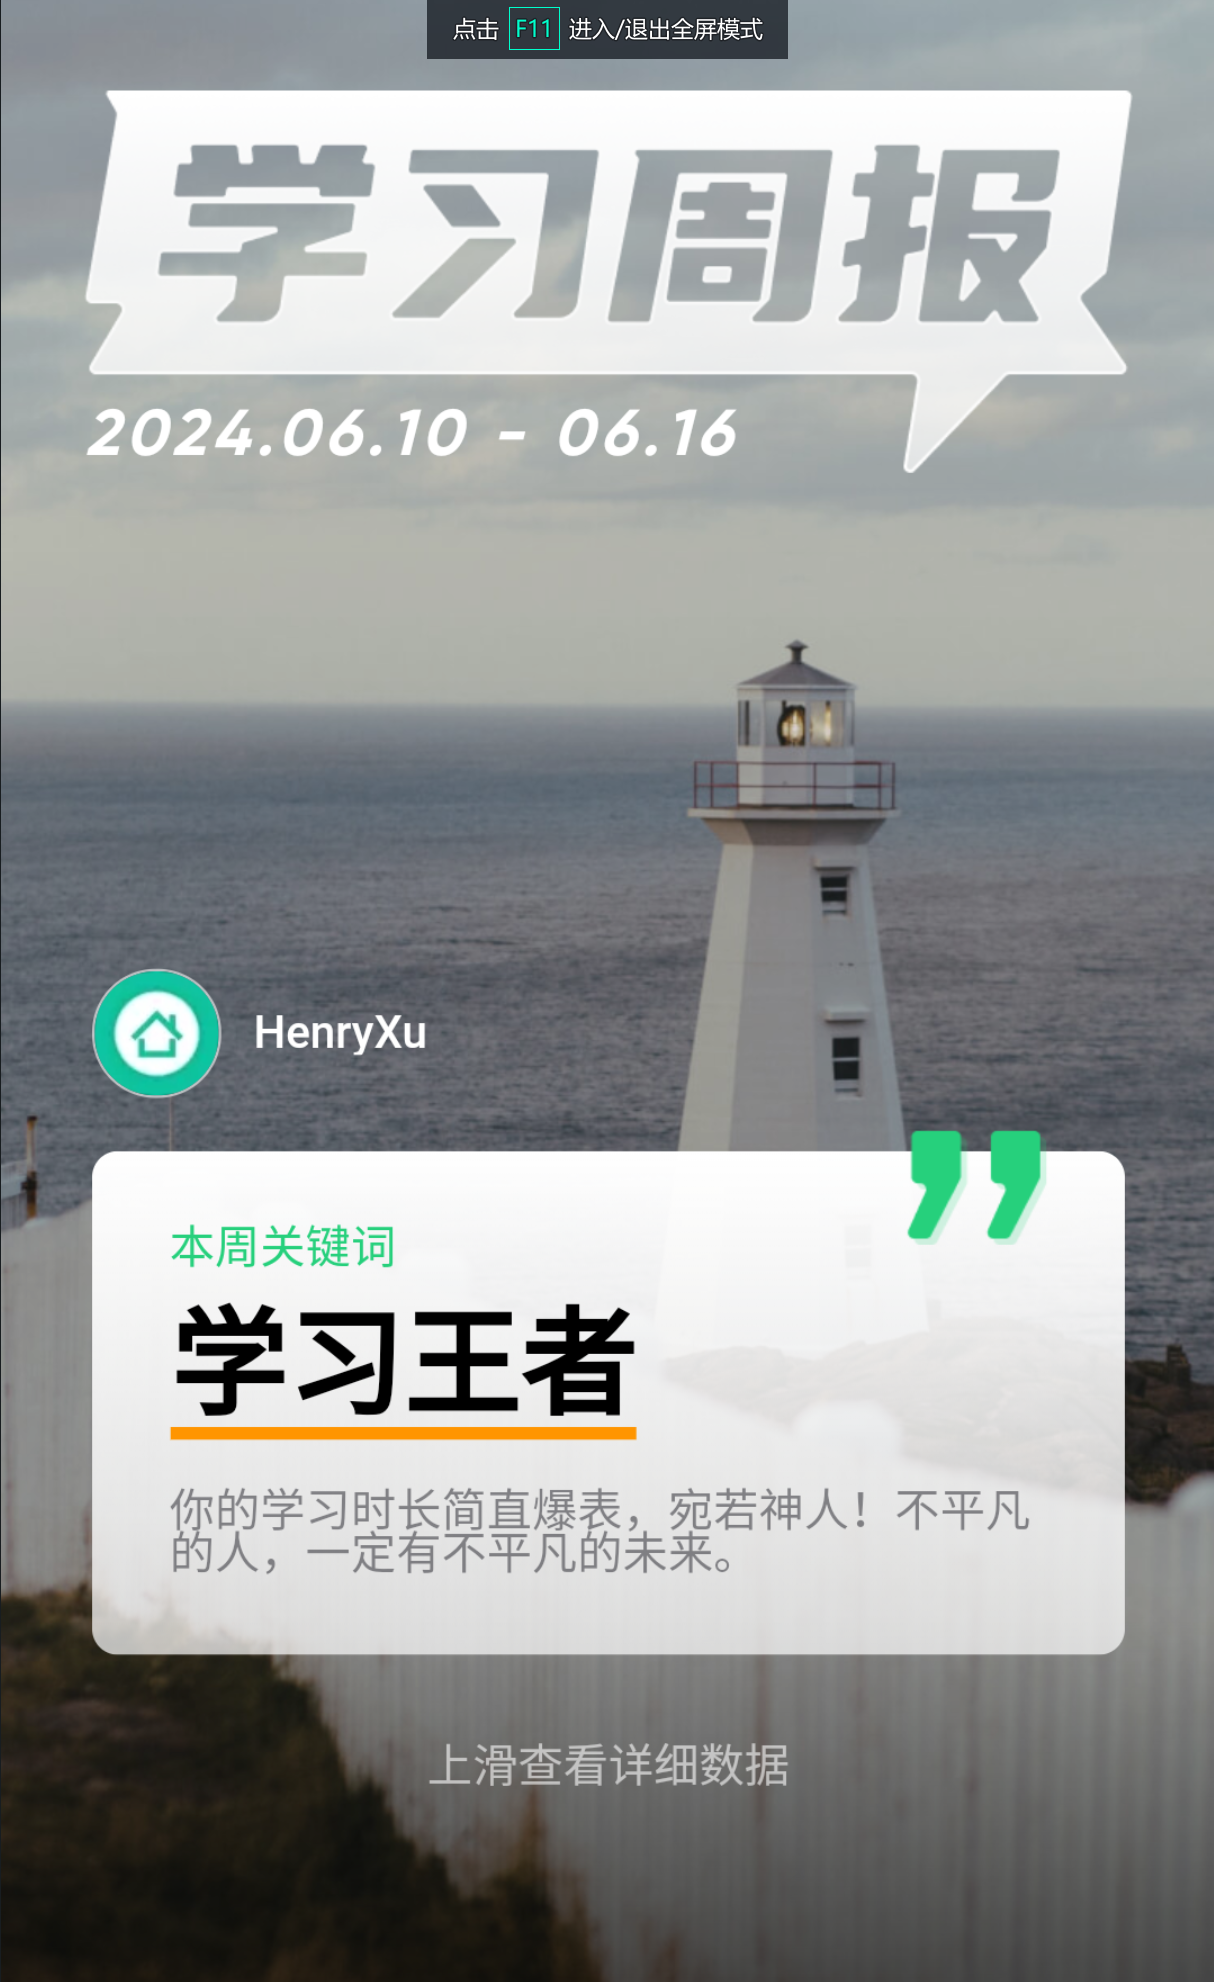 点击 F11 进入/退出全屏模式
学习周报
2024.06.10 - 06.16
HenryXu
本周关键词
学习王者
你的学习时长简直爆表，宛若神人！不平凡
的人，一定有不平凡的未来。
上滑查看详细数据